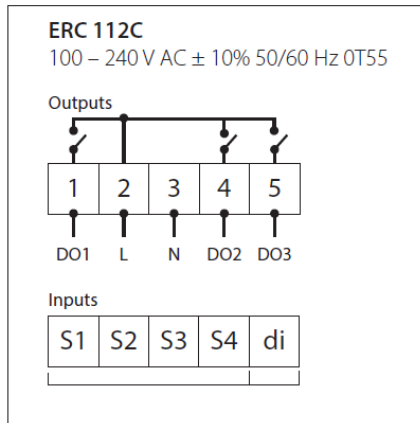 ERC 112C
100 – 240 V AC ± 10% 50/60 Hz 0T55
Outputs
1 2 3 4 5
DO1 L N DO2 DO3
Inputs
S1 S2 S3 S4 di